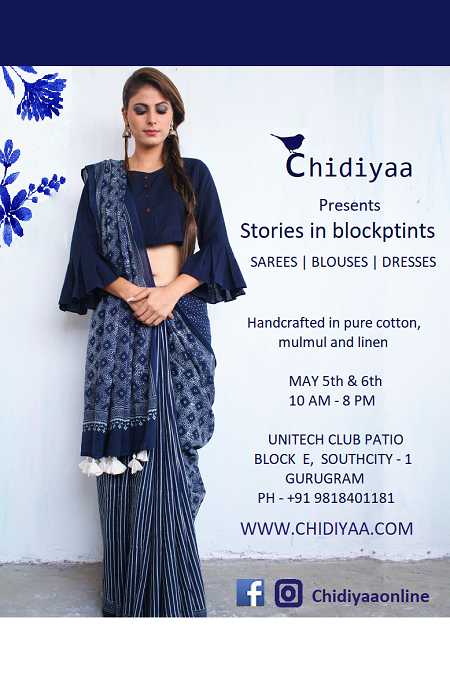 Chidiyaa
Presents
Stories in blockptints
SAREES | BLOUSES | DRESSES
Handcrafted in pure cotton,
mulmul and linen
MAY 5th & 6th
10 AM - 8 PM
UNITECH CLUB PATIO
BLOCK E, SOUTHCITY - 1
GURUGRAM
PH - +91 9818401181
WWW.CHIDIYAA.COM
f Chidiyaaonline